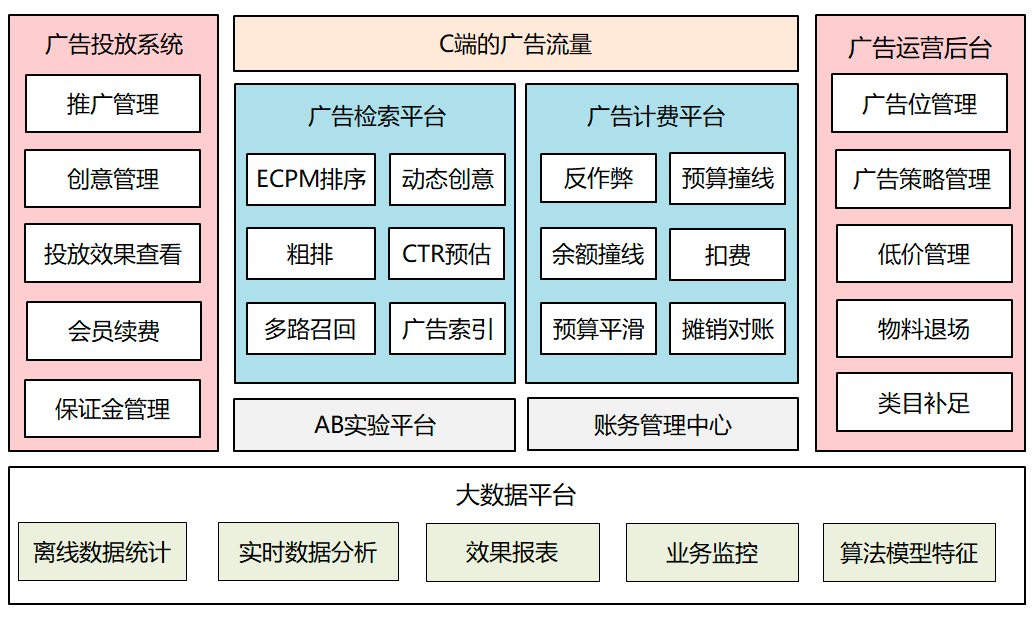 广告投放系统
推广管理
创意管理
投放效果查看
会员续费
保证金管理
C端的广告流量
广告检索平台
ECPM排序
动态创意
粗排
CTR预估
多路召回
广告索引
广告计费平台
反作弊
预算撞线
余额撞线
扣费
预算平滑
摊销对账
AB实验平台
账务管理中心
广告运营后台
广告位管理
广告策略管理
低价管理
物料退场
类目补足
大数据平台
离线数据统计
实时数据分析
效果报表
业务监控
算法模型特征